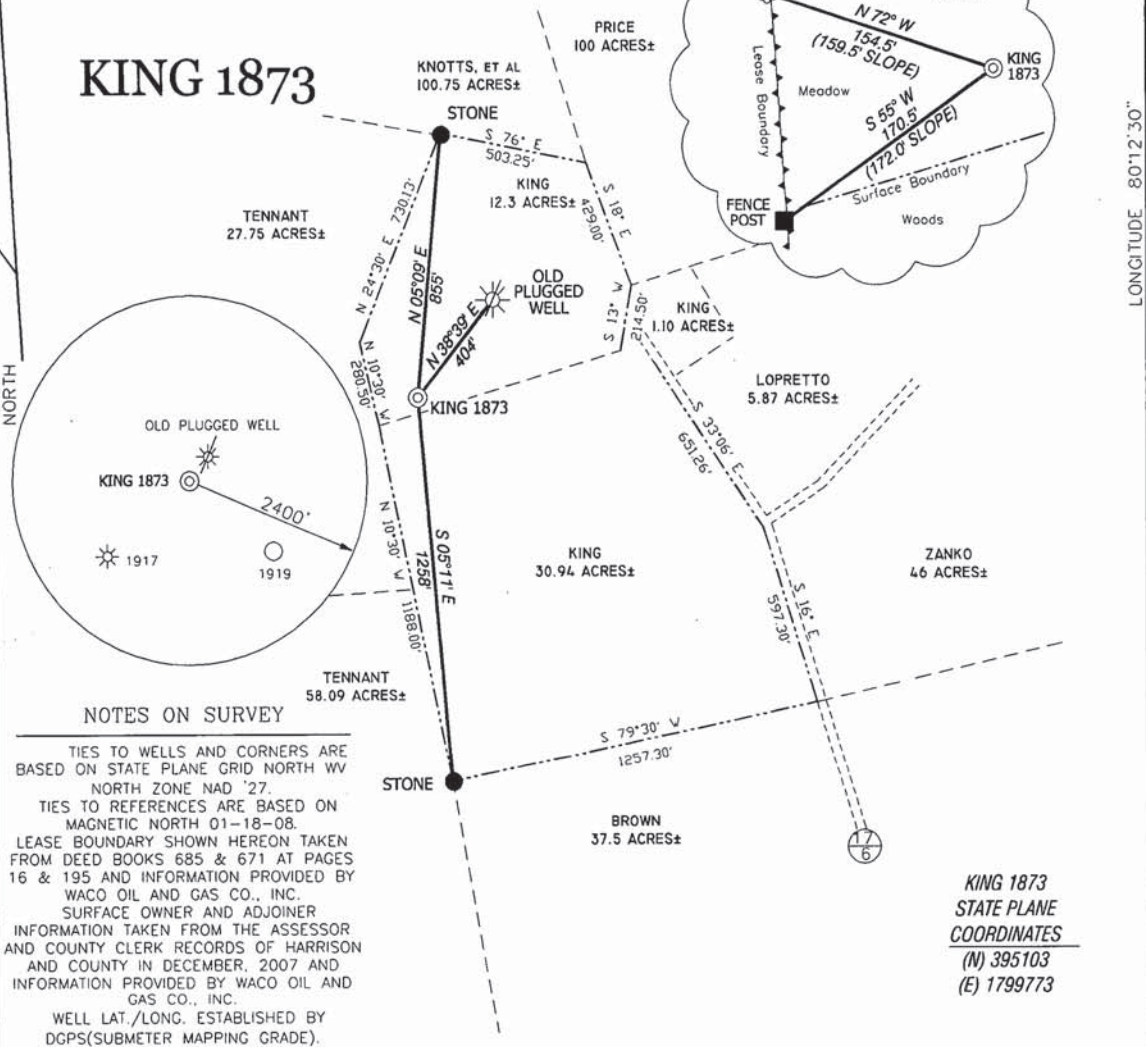 KING 1873
PRICE
100 ACRES±
KNOTTS, ET AL
100.75 ACRES±
STONE
S 76° E
503.25'
KING
12.3 ACRES±
S 18° E
429.00'
TENNANT
27.75 ACRES±
N 24°30' E 730.13'
N 05°09' E
855'
OLD
PLUGGED
WELL
N 38°39' E
404'
S 13° W
214.50'
KING
1.10 ACRES±
N 10°30' W
280.50'
KING 1873
LOPRETTO
5.87 ACRES±
S 33°06' E
651.26'
N 72° W
154.5'
(159.5' SLOPE)
KING
1873
Lease Boundary
Meadow
S 55° W
170.5'
(172.0' SLOPE)
Surface Boundary
FENCE
POST
Woods
LONGITUDE 80°12'30"
NORTH
OLD PLUGGED WELL
KING 1873
2400'
1917
1919
N 10°30' W
1188.00'
S 05°11' E
1258'
KING
30.94 ACRES±
ZANKO
46 ACRES±
S 16° E
597.30'
TENNANT
58.09 ACRES±
S 79°30' W
1257.30'
STONE
BROWN
37.5 ACRES±
17
6
NOTES ON SURVEY
TIES TO WELLS AND CORNERS ARE
BASED ON STATE PLANE GRID NORTH WV
NORTH ZONE NAD '27.
TIES TO REFERENCES ARE BASED ON
MAGNETIC NORTH 01-18-08.
LEASE BOUNDARY SHOWN HEREON TAKEN
FROM DEED BOOKS 685 & 671 AT PAGES
16 & 195 AND INFORMATION PROVIDED BY
WACO OIL AND GAS CO., INC.
SURFACE OWNER AND ADJOINER
INFORMATION TAKEN FROM THE ASSESSOR
AND COUNTY CLERK RECORDS OF HARRISON
AND COUNTY IN DECEMBER, 2007 AND
INFORMATION PROVIDED BY WACO OIL AND
GAS CO., INC.
WELL LAT./LONG. ESTABLISHED BY
DGPS(SUBMETER MAPPING GRADE).
KING 1873
STATE PLANE
COORDINATES
(N) 395103
(E) 1799773